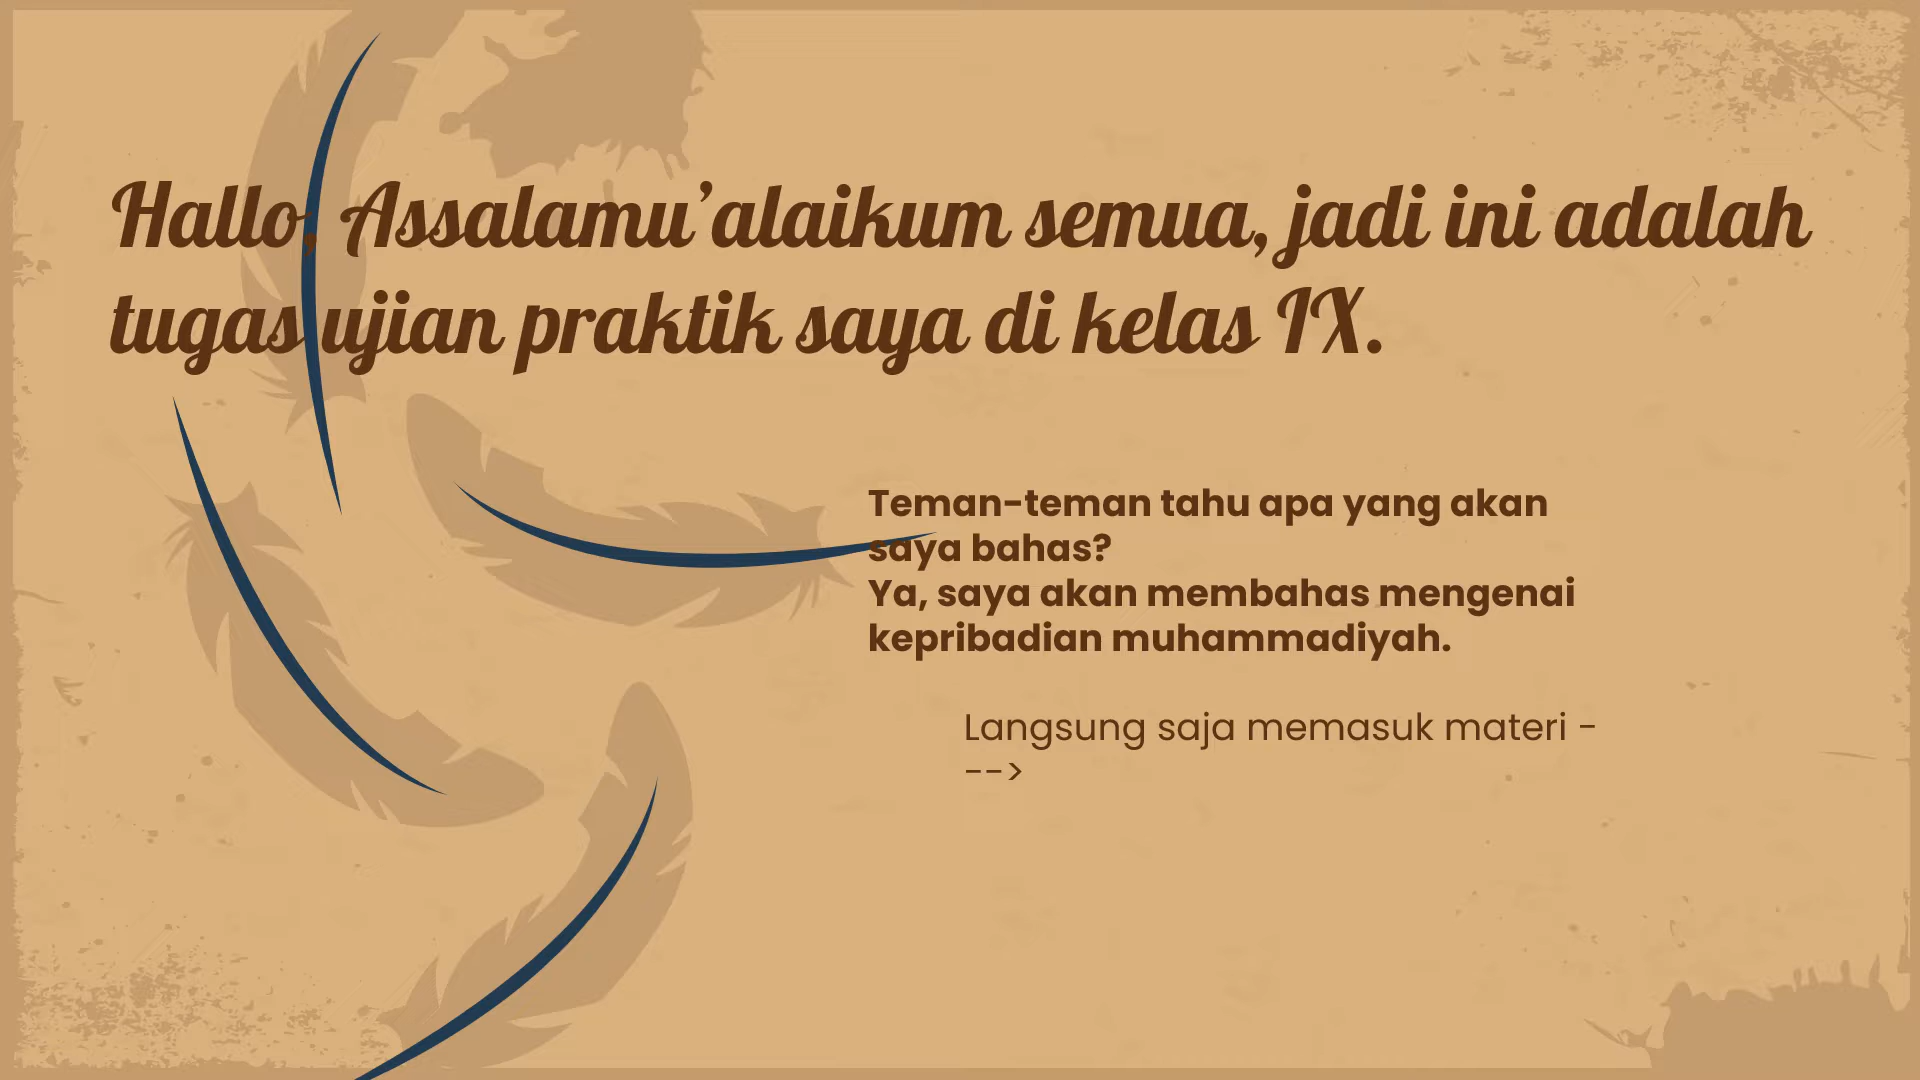 Hallo, Assalamu’alaikum semua, jadi ini adalah
tugas ujian praktik saya di kelas IX.
Teman-teman tahu apa yang akan
saya bahas?
Ya, saya akan membahas mengenai
kepribadian muhammadiyah.
Langsung saja memasuk materi -
-->